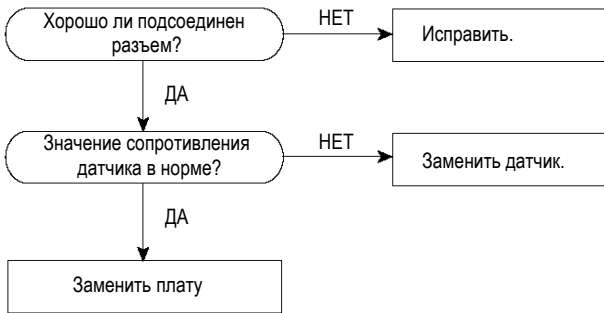 Хорошо ли подсоединен
разъем?
НЕТ
Исправить.
ДА
Значение сопротивления
датчика в норме?
НЕТ
Заменить датчик.
ДА
Заменить плату